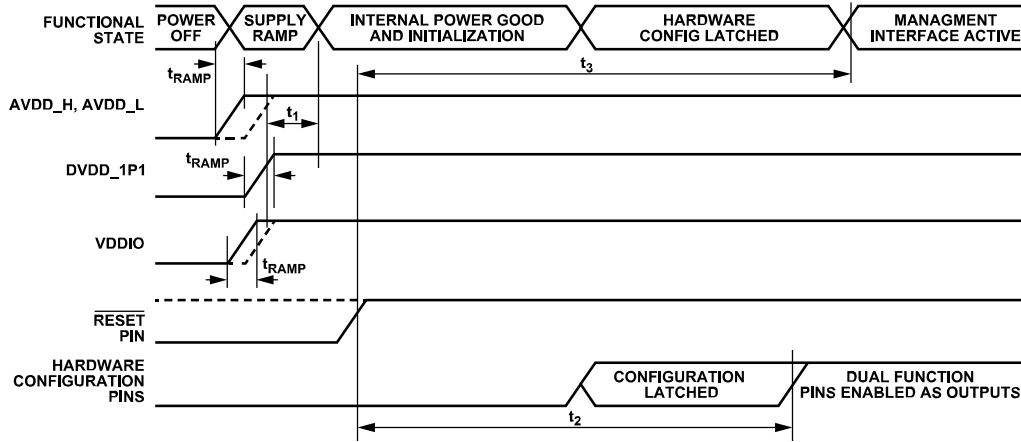 FUNCTIONAL
STATE
POWER
OFF
SUPPLY
RAMP
INTERNAL POWER GOOD
AND INITIALIZATION
HARDWARE
CONFIG LATCHED
MANAGMENT
INTERFACE ACTIVE
tRAMP
t3
AVDD_H, AVDD_L
t1
tRAMP
DVDD_1P1
VDDIO
tRAMP
RESET
PIN
HARDWARE
CONFIGURATION
PINS
CONFIGURATION
LATCHED
DUAL FUNCTION
PINS ENABLED AS OUTPUTS
t2